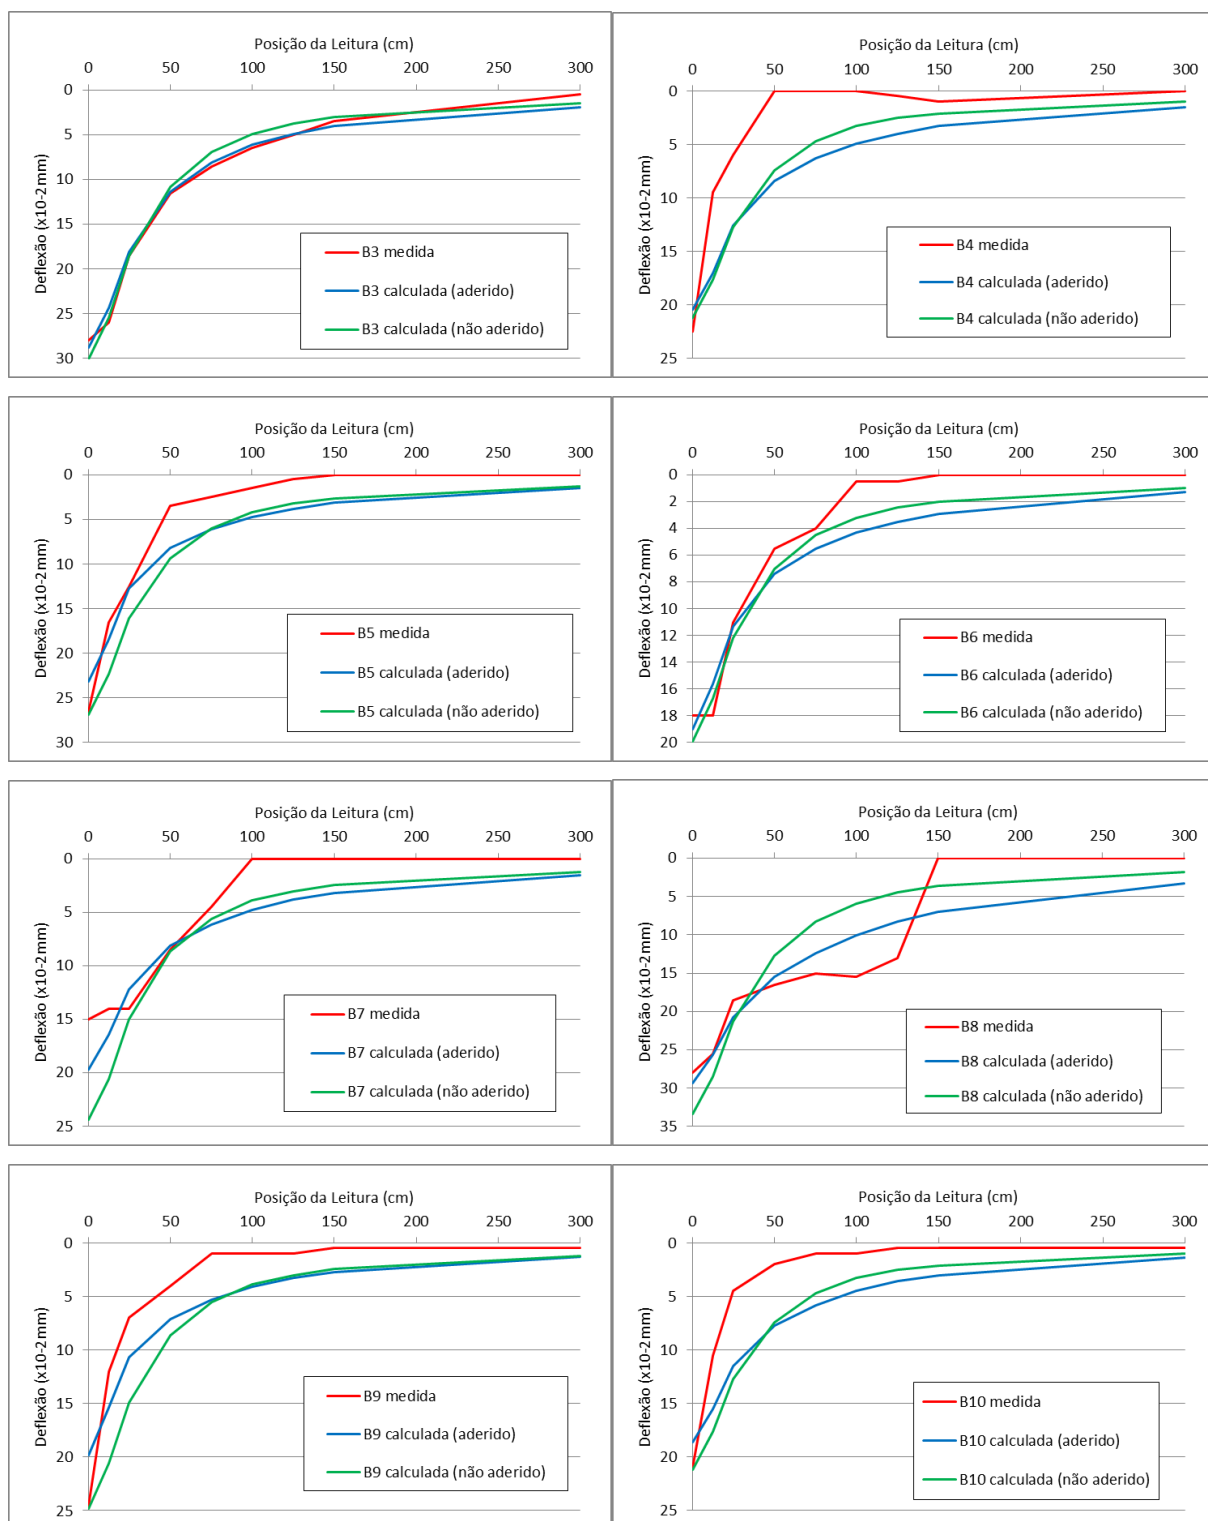 Posição da Leitura (cm)
0 50 100 150 200 250 300
0
5
10
15
20
25
30
Deflexão (x10-2mm)
B3 medida
B3 calculada (aderido)
B3 calculada (não aderido)
Posição da Leitura (cm)
0 50 100 150 200 250 300
0
5
10
15
20
25
Deflexão (x10-2mm)
B4 medida
B4 calculada (aderido)
B4 calculada (não aderido)
Posição da Leitura (cm)
0 50 100 150 200 250 300
0
5
10
15
20
25
30
Deflexão (x10-2mm)
B5 medida
B5 calculada (aderido)
B5 calculada (não aderido)
Posição da Leitura (cm)
0 50 100 150 200 250 300
0
2
4
6
8
10
12
14
16
18
20
Deflexão (x10-2mm)
B6 medida
B6 calculada (aderido)
B6 calculada (não aderido)
Posição da Leitura (cm)
0 50 100 150 200 250 300
0
5
10
15
20
25
Deflexão (x10-2mm)
B7 medida
B7 calculada (aderido)
B7 calculada (não aderido)
Posição da Leitura (cm)
0 50 100 150 200 250 300
0
5
10
15
20
25
30
35
Deflexão (x10-2mm)
B8 medida
B8 calculada (aderido)
B8 calculada (não aderido)
Posição da Leitura (cm)
0 50 100 150 200 250 300
0
5
10
15
20
25
Deflexão (x10-2mm)
B9 medida
B9 calculada (aderido)
B9 calculada (não aderido)
Posição da Leitura (cm)
0 50 100 150 200 250 300
0
5
10
15
20
25
Deflexão (x10-2mm)
B10 medida
B10 calculada (aderido)
B10 calculada (não aderido)